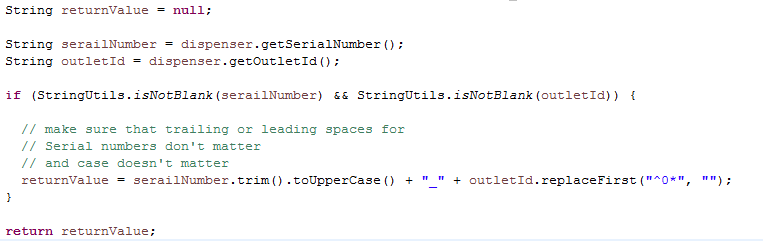 String returnValue = null;
String serailNumber = dispenser.getSerialNumber();
String outletId = dispenser.getOutletId();
if (StringUtils.isNotBlank(serailNumber) && StringUtils.isNotBlank(outletId)) {
// make sure that trailing or leading spaces for
// Serial numbers don't matter
// and case doesn't matter
returnValue = serailNumber.trim().toUpperCase() + "_" + outletId.replaceFirst("^0*", "");
}
return returnValue;